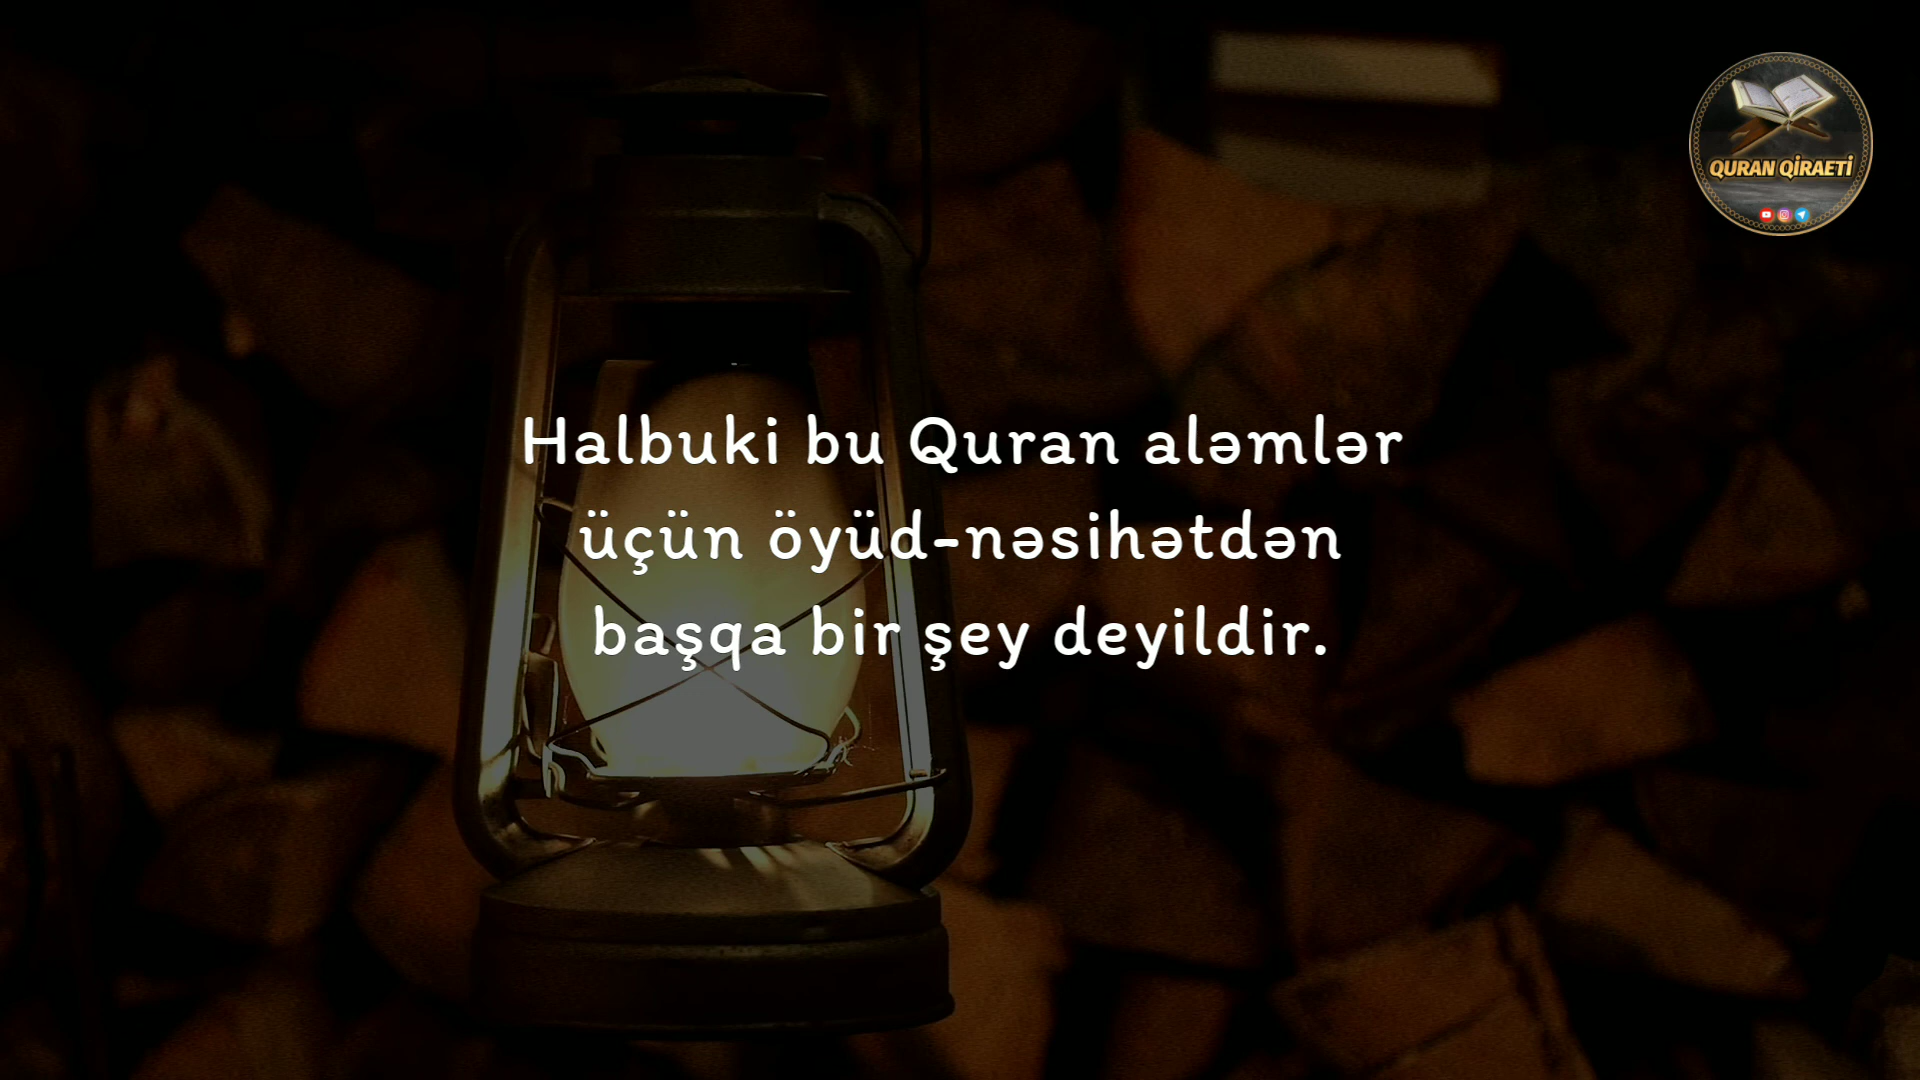 QURAN QİRAETİ
Halbuki bu Quran aləmlər
üçün öyüd-nəsihətdən
başqa bir şey deyildir.